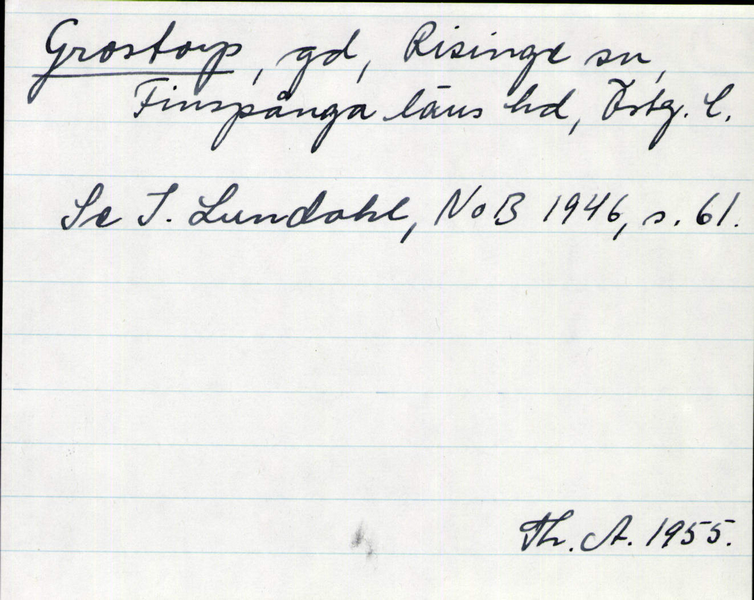 Grostorp, gd, Risinge sn,
Finspånga läns hd, Östg. l.
Se I. Lundahl, NoB 1946, s. 61.
Th. A. 1955.